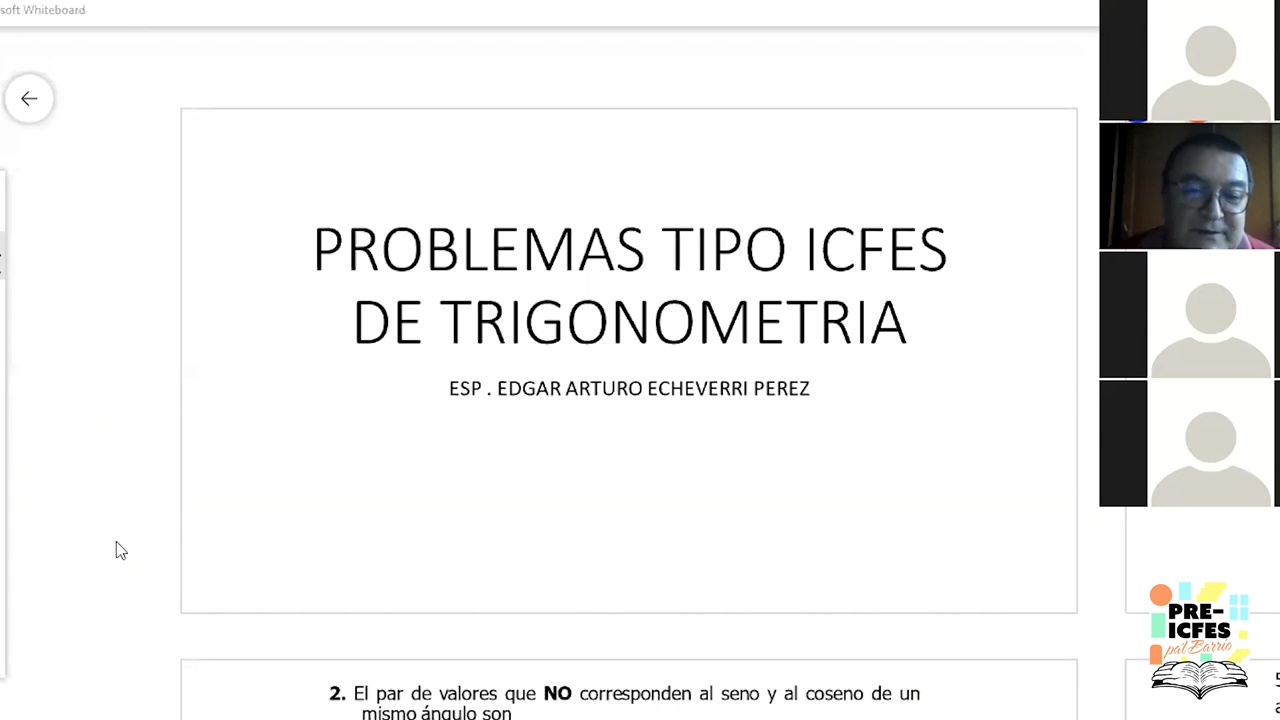 soft Whiteboard
PROBLEMAS TIPO ICFES
DE TRIGONOMETRIA
ESP . EDGAR ARTURO ECHEVERRI PEREZ
2. El par de valores que NO corresponden al seno y al coseno de un
mismo ángulo son
PRE-
ICFES
pa'l Barrio